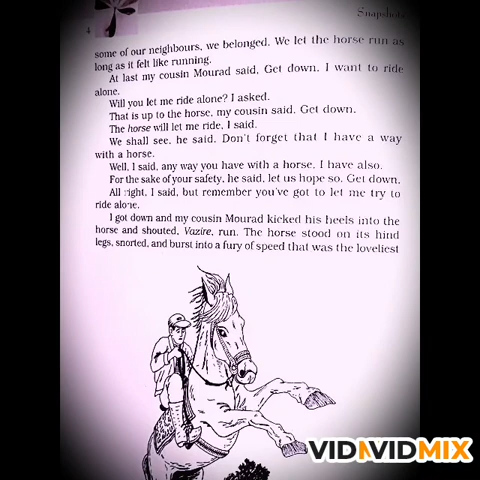 Snapshots
4
some of our neighbours, we belonged. We let the horse run as
long as it felt like running.
At last my cousin Mourad said, Get down. I want to ride
alone.
Will you let me ride alone? I asked.
That is up to the horse, my cousin said. Get down.
The horse will let me ride, I said.
We shall see, he said. Don't forget that I have a way
with a horse.
Well, I said, any way you have with a horse, I have also.
For the sake of your safety, he said, let us hope so. Get down.
All right, I said, but remember you've got to let me try to
ride alone.
I got down and my cousin Mourad kicked his heels into the
horse and shouted, Vazire, run. The horse stood on its hind
legs, snorted, and burst into a fury of speed that was the loveliest
VIDMVIDMIX